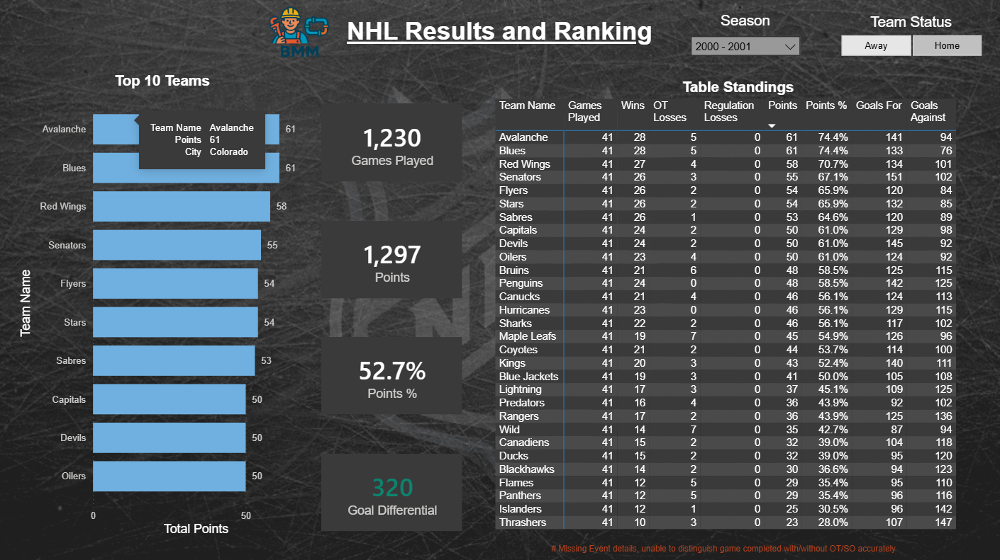 BMM
NHL Results and Ranking
Season
2000 - 2001
Team Status
Away Home
Top 10 Teams
Team Name
Avalanche 61
Blues 61
Red Wings 58
Senators 55
Flyers 54
Stars 54
Sabres 53
Capitals 50
Devils 50
Oilers 50
0 50
Total Points
Team Name Avalanche
Points 61
City Colorado
1,230
Games Played
1,297
Points
52.7%
Points %
320
Goal Differential
Table Standings
Team Name Games Played Wins OT Losses Regulation Losses Points Points % Goals For Goals Against
Avalanche 41 28 5 0 61 74.4% 141 94
Blues 41 28 5 0 61 74.4% 133 76
Red Wings 41 27 4 0 58 70.7% 134 101
Senators 41 26 3 0 55 67.1% 151 102
Flyers 41 26 2 0 54 65.9% 120 84
Stars 41 26 2 0 54 65.9% 132 85
Sabres 41 26 1 0 53 64.6% 120 89
Capitals 41 24 2 0 50 61.0% 129 98
Devils 41 24 2 0 50 61.0% 145 92
Oilers 41 23 4 0 50 61.0% 124 92
Bruins 41 21 6 0 48 58.5% 125 115
Penguins 41 24 0 0 48 58.5% 142 125
Canucks 41 21 4 0 46 56.1% 124 113
Hurricanes 41 23 0 0 46 56.1% 129 115
Sharks 41 22 2 0 46 56.1% 117 102
Maple Leafs 41 19 7 0 45 54.9% 126 96
Coyotes 41 21 2 0 44 53.7% 114 100
Kings 41 20 3 0 43 52.4% 140 111
Blue Jackets 41 19 3 0 41 50.0% 105 108
Lightning 41 17 3 0 37 45.1% 109 125
Predators 41 16 4 0 36 43.9% 92 102
Rangers 41 17 2 0 36 43.9% 125 136
Wild 41 14 7 0 35 42.7% 87 94
Canadiens 41 15 2 0 32 39.0% 104 118
Ducks 41 15 2 0 32 39.0% 95 120
Blackhawks 41 14 2 0 30 36.6% 94 123
Flames 41 12 5 0 29 35.4% 95 110
Panthers 41 12 5 0 29 35.4% 96 116
Islanders 41 12 1 0 25 30.5% 96 142
Thrashers 41 10 3 0 23 28.0% 107 147
# Missing Event details, unable to distinguish game completed with/without OT/SO accurately